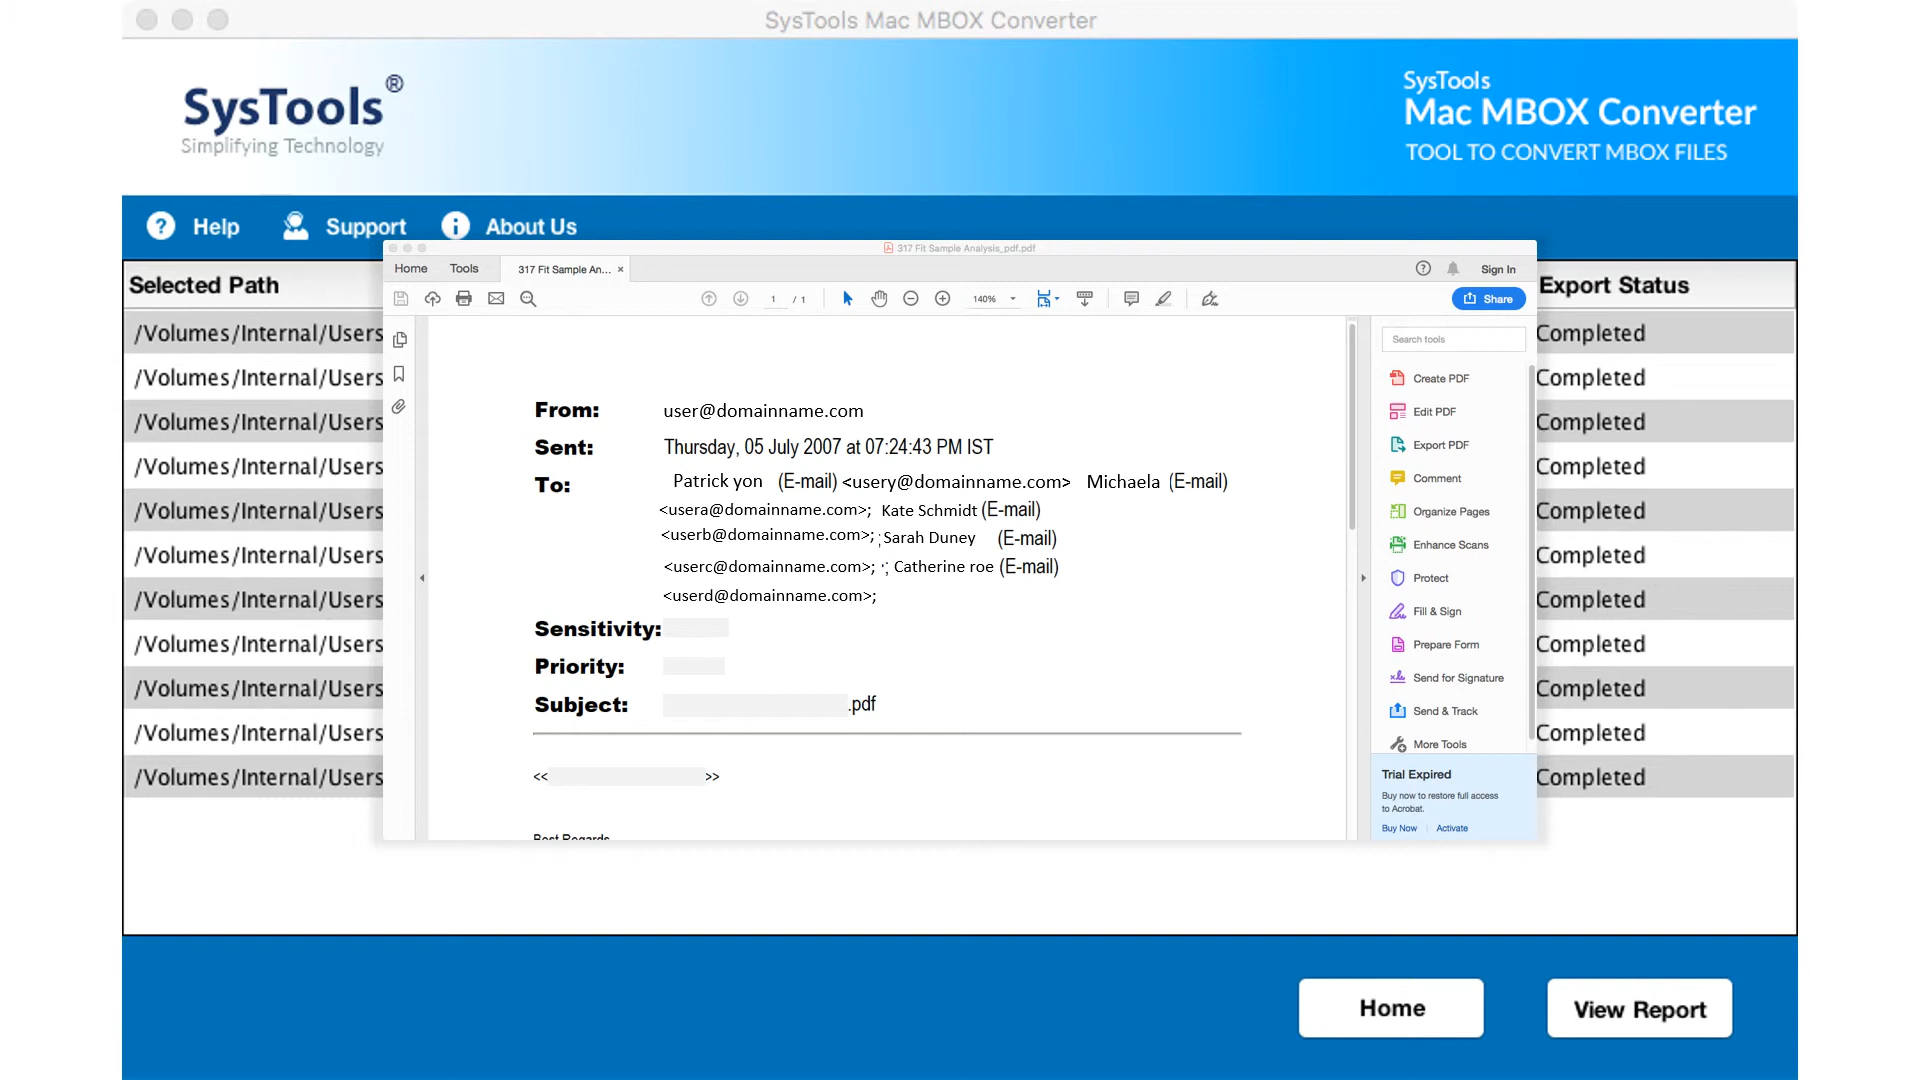 SysTools Mac MBOX Converter
SysTools®
Simplifying Technology
SysTools
Mac MBOX Converter
TOOL TO CONVERT MBOX FILES
? Help Support i About Us
317 Fit Sample Analysis_pdf.pdf
Home Tools 317 Fit Sample An... × ? Sign In
1 / 1 140% Share
Selected Path
Export Status
/Volumes/Internal/Users Completed
/Volumes/Internal/Users Completed
/Volumes/Internal/Users Completed
/Volumes/Internal/Users Completed
/Volumes/Internal/Users Completed
/Volumes/Internal/Users Completed
/Volumes/Internal/Users Completed
/Volumes/Internal/Users Completed
/Volumes/Internal/Users Completed
/Volumes/Internal/Users Completed
/Volumes/Internal/Users Completed
From: user@domainname.com
Sent: Thursday, 05 July 2007 at 07:24:43 PM IST
To: Patrick yon (E-mail) <usery@domainname.com> Michaela (E-mail)
<usera@domainname.com>; Kate Schmidt (E-mail)
<userb@domainname.com>; ; Sarah Duney (E-mail)
<userc@domainname.com>; ; Catherine roe (E-mail)
<userd@domainname.com>;
Sensitivity:
Priority:
Subject: .pdf
<< >>
Best Regards
Search tools
Create PDF
Edit PDF
Export PDF
Comment
Organize Pages
Enhance Scans
Protect
Fill & Sign
Prepare Form
Send for Signature
Send & Track
More Tools
Trial Expired
Buy now to restore full access
to Acrobat.
Buy Now Activate
Home View Report